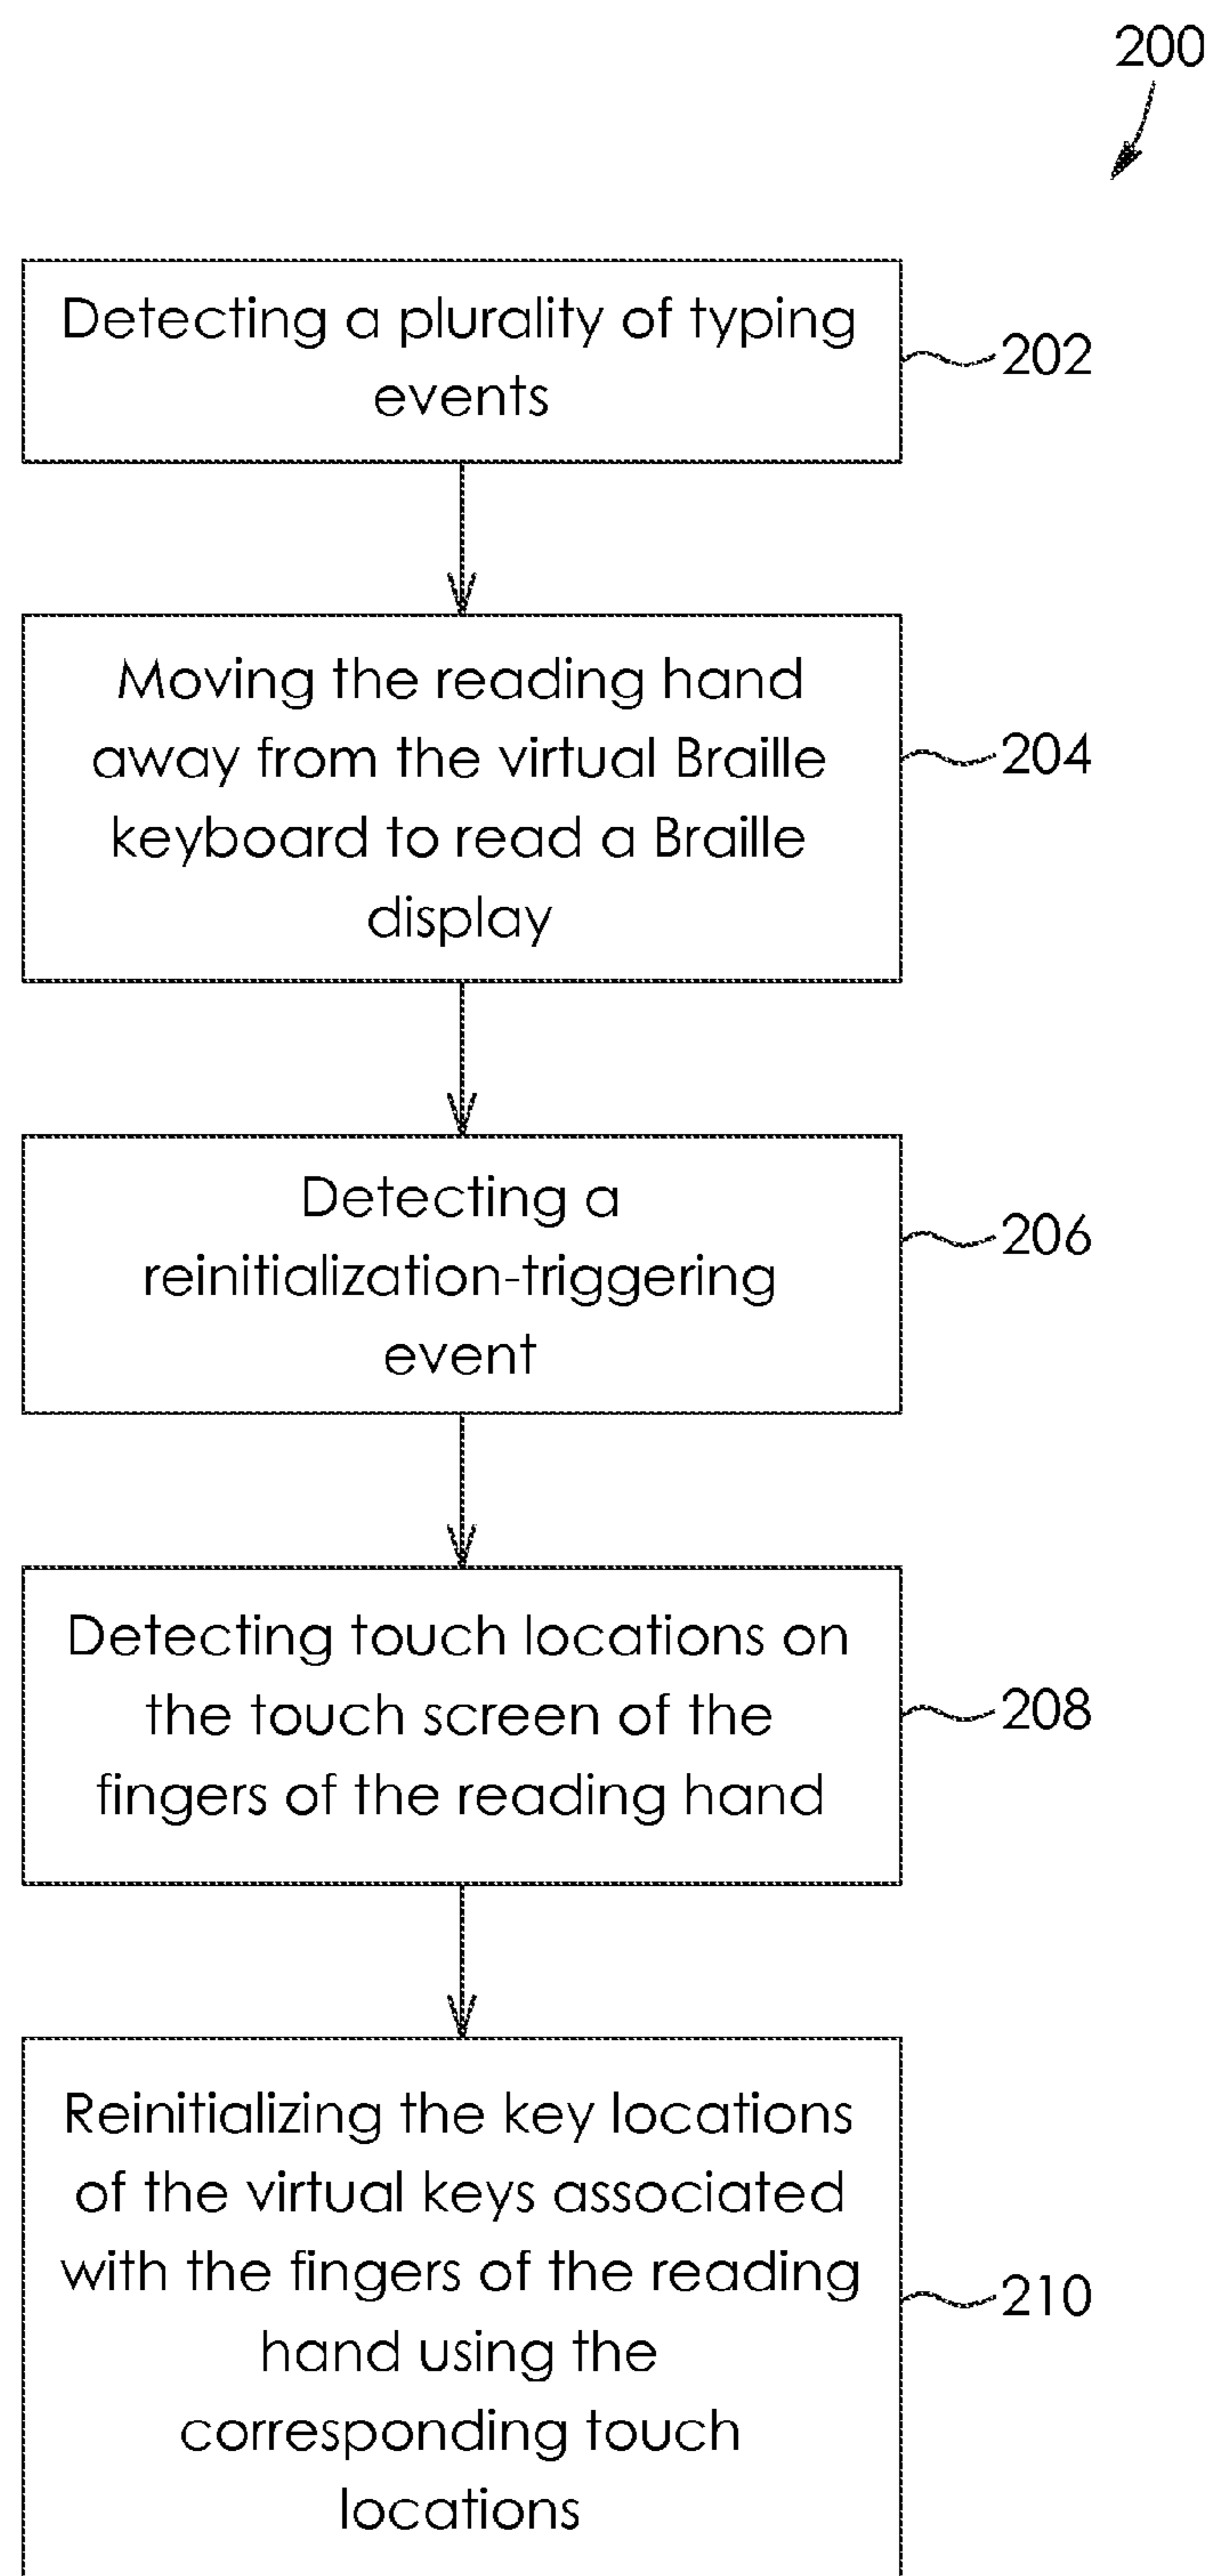 200
Detecting a plurality of typing
events
202
Moving the reading hand
away from the virtual Braille
keyboard to read a Braille
display
204
Detecting a
reinitialization-triggering
event
206
Detecting touch locations on
the touch screen of the
fingers of the reading hand
208
Reinitializing the key locations
of the virtual keys associated
with the fingers of the reading
hand using the
corresponding touch
locations
210